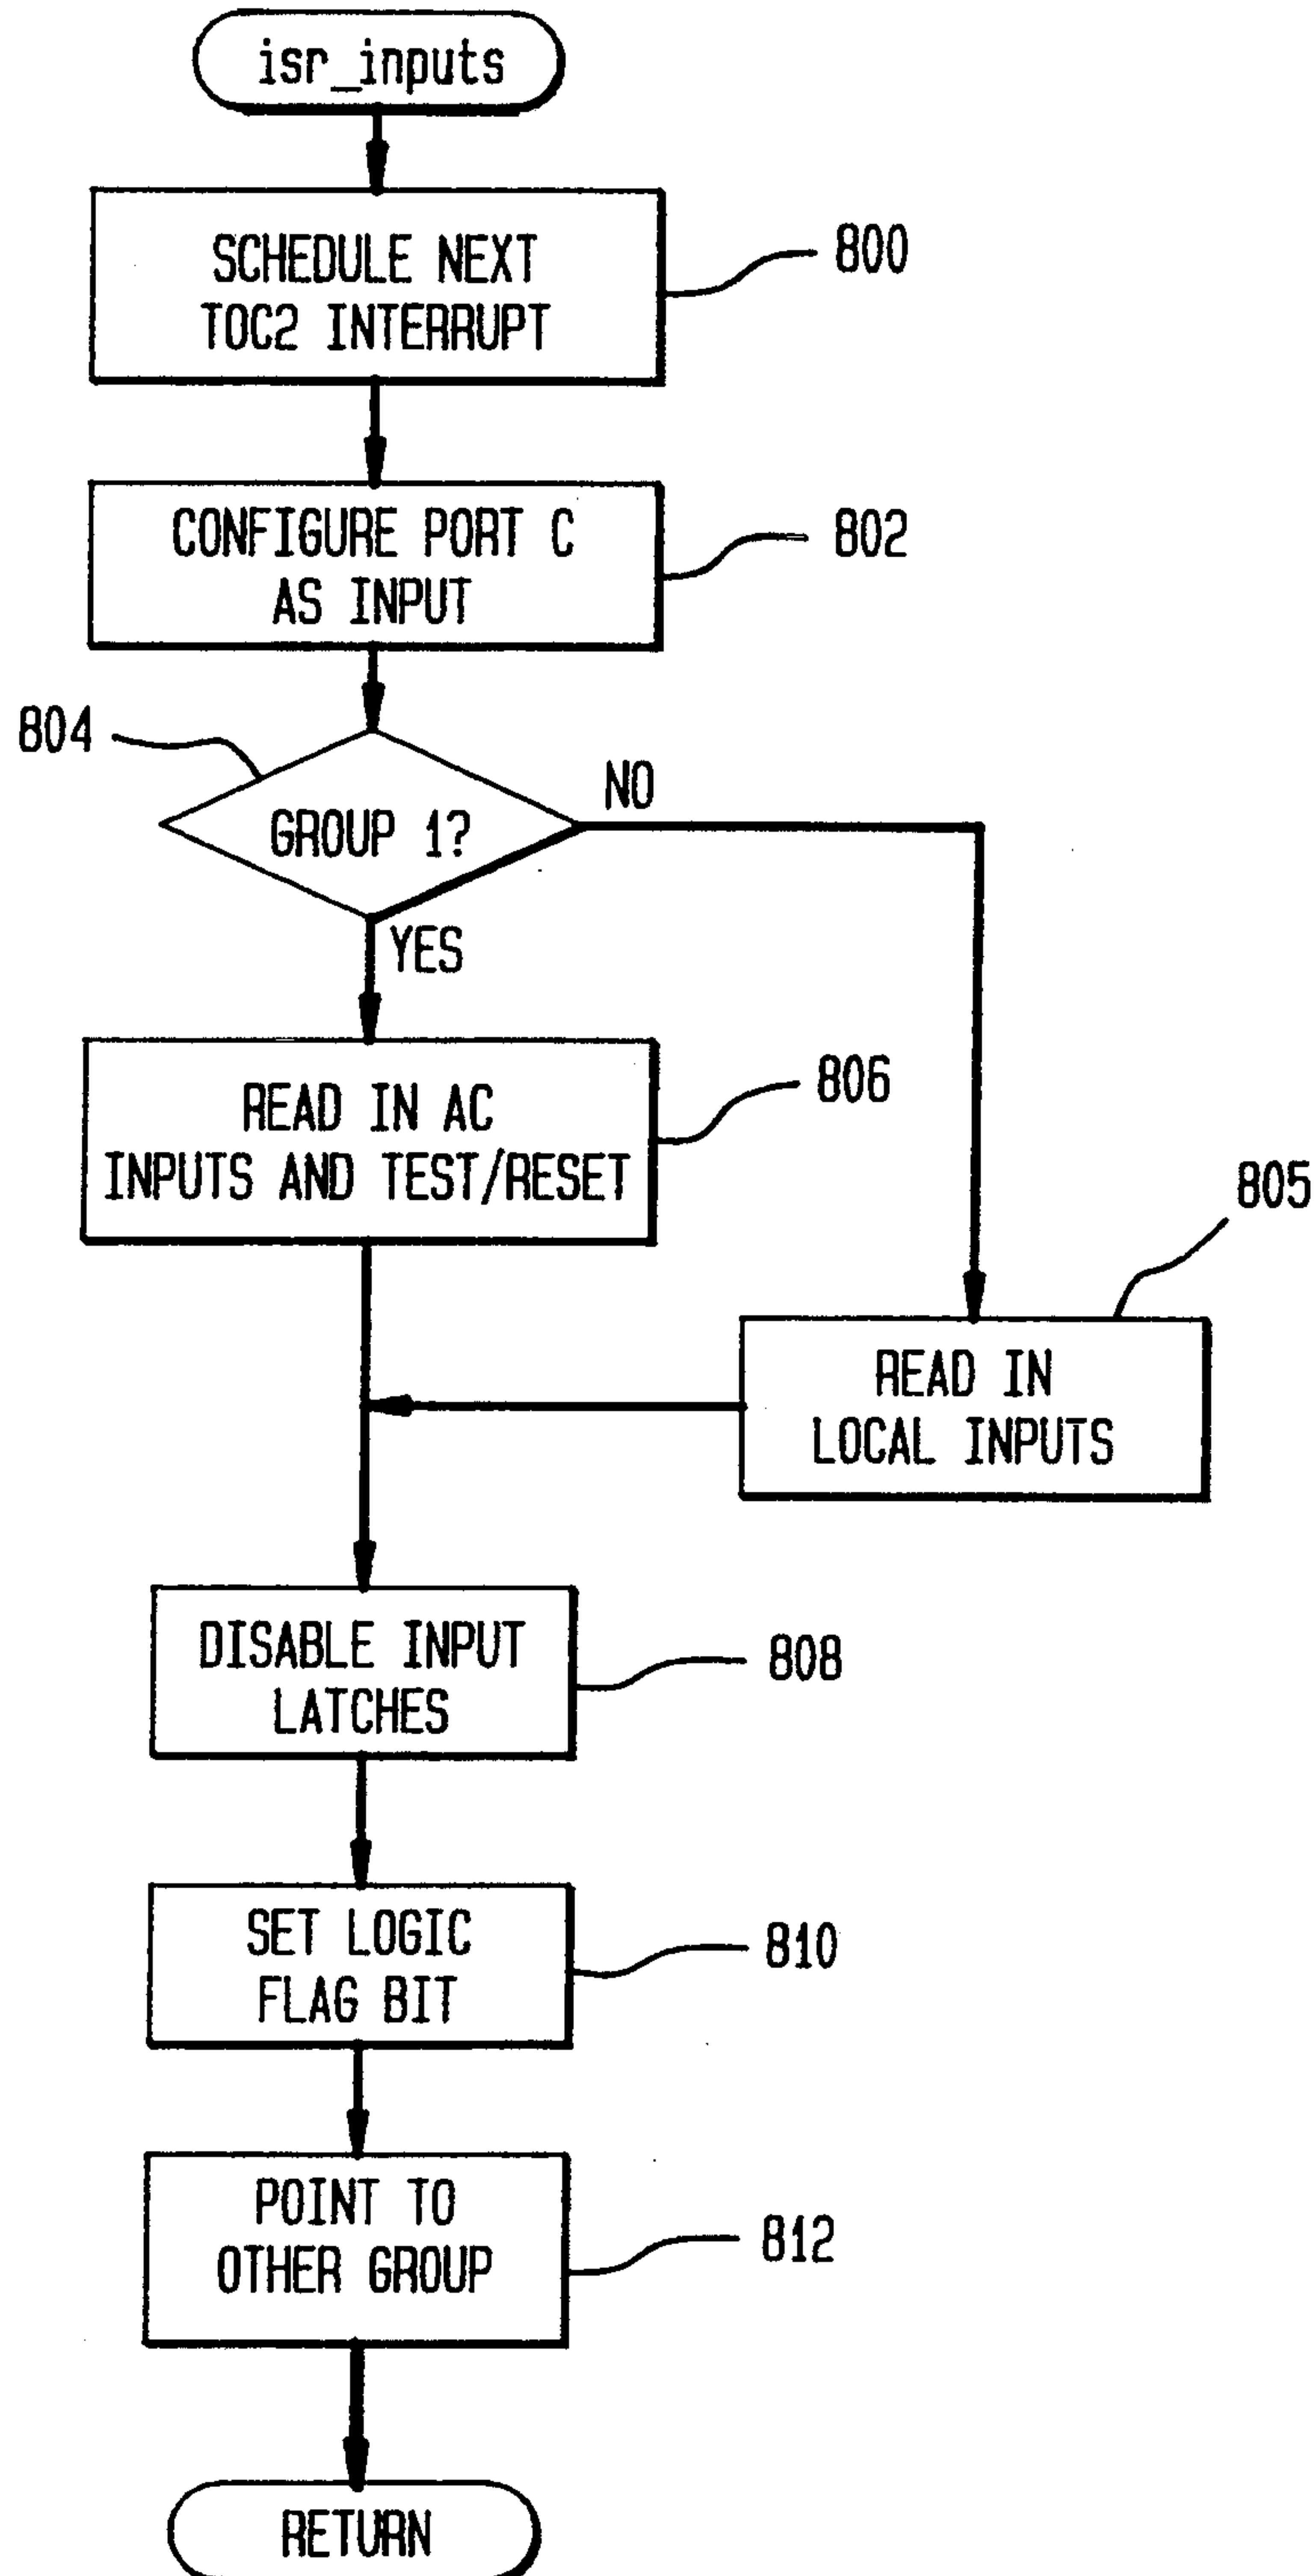 isr_inputs
SCHEDULE NEXT
TOC2 INTERRUPT
800
CONFIGURE PORT C
AS INPUT
802
804
GROUP 1?
NO
YES
READ IN AC
INPUTS AND TEST/RESET
806
805
READ IN
LOCAL INPUTS
DISABLE INPUT
LATCHES
808
SET LOGIC
FLAG BIT
810
POINT TO
OTHER GROUP
812
RETURN